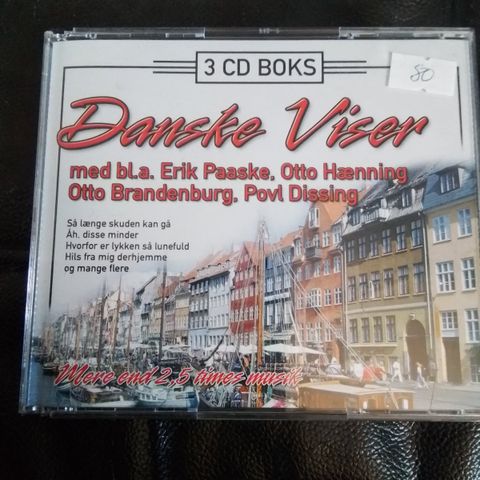 3 CD BOKS
80
Danske Viser
med bl.a. Erik Paaske, Otto Hænning
Otto Brandenburg, Povl Dissing
Så længe skuden kan gå
Åh, disse minder
Hvorfor er lykken så lunefuld
Hils fra mig derhjemme
og mange flere
Mere end 2,5 times musik